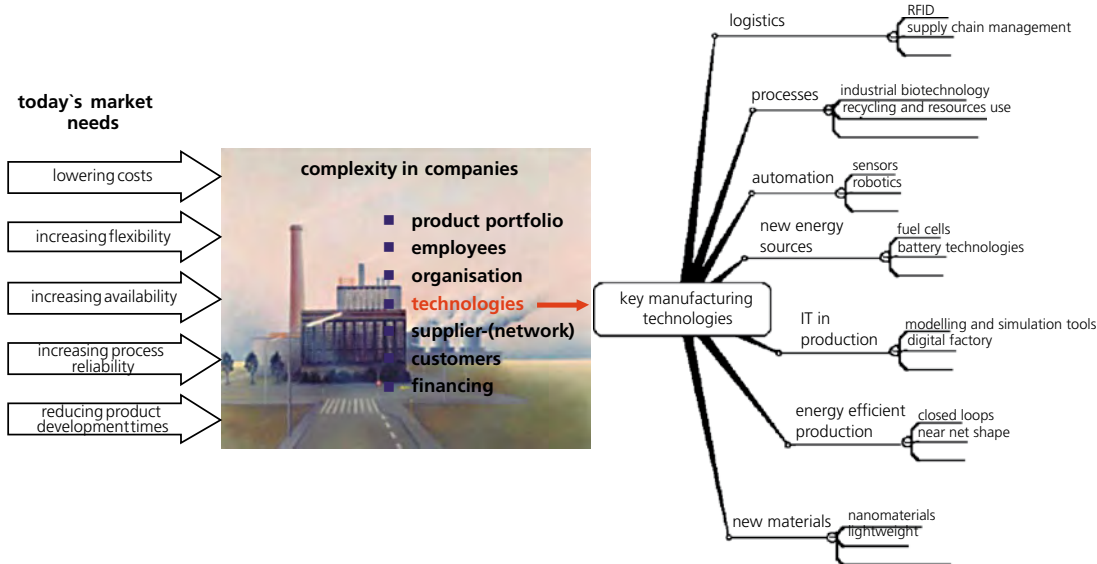 today`s market
needs
lowering costs
increasing flexibility
increasing availability
increasing process
reliability
reducing product
development times
complexity in companies
product portfolio
employees
organisation
technologies
supplier-(network)
customers
financing
key manufacturing
technologies
logistics
RFID
supply chain management
processes
industrial biotechnology
recycling and resources use
automation
sensors
robotics
new energy
sources
fuel cells
battery technologies
IT in
production
modelling and simulation tools
digital factory
energy efficient
production
closed loops
near net shape
new materials
nanomaterials
lightweight